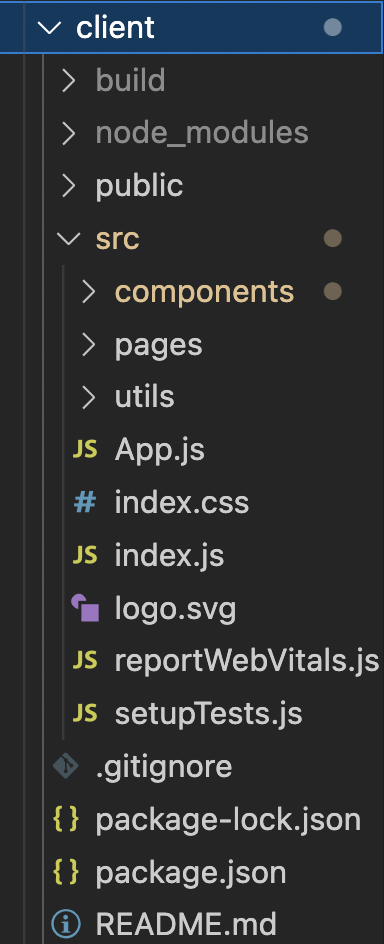 client
build
node_modules
public
src
components
pages
utils
JS App.js
# index.css
JS index.js
logo.svg
JS reportWebVitals.js
JS setupTests.js
.gitignore
{ } package-lock.json
{ } package.json
README.md